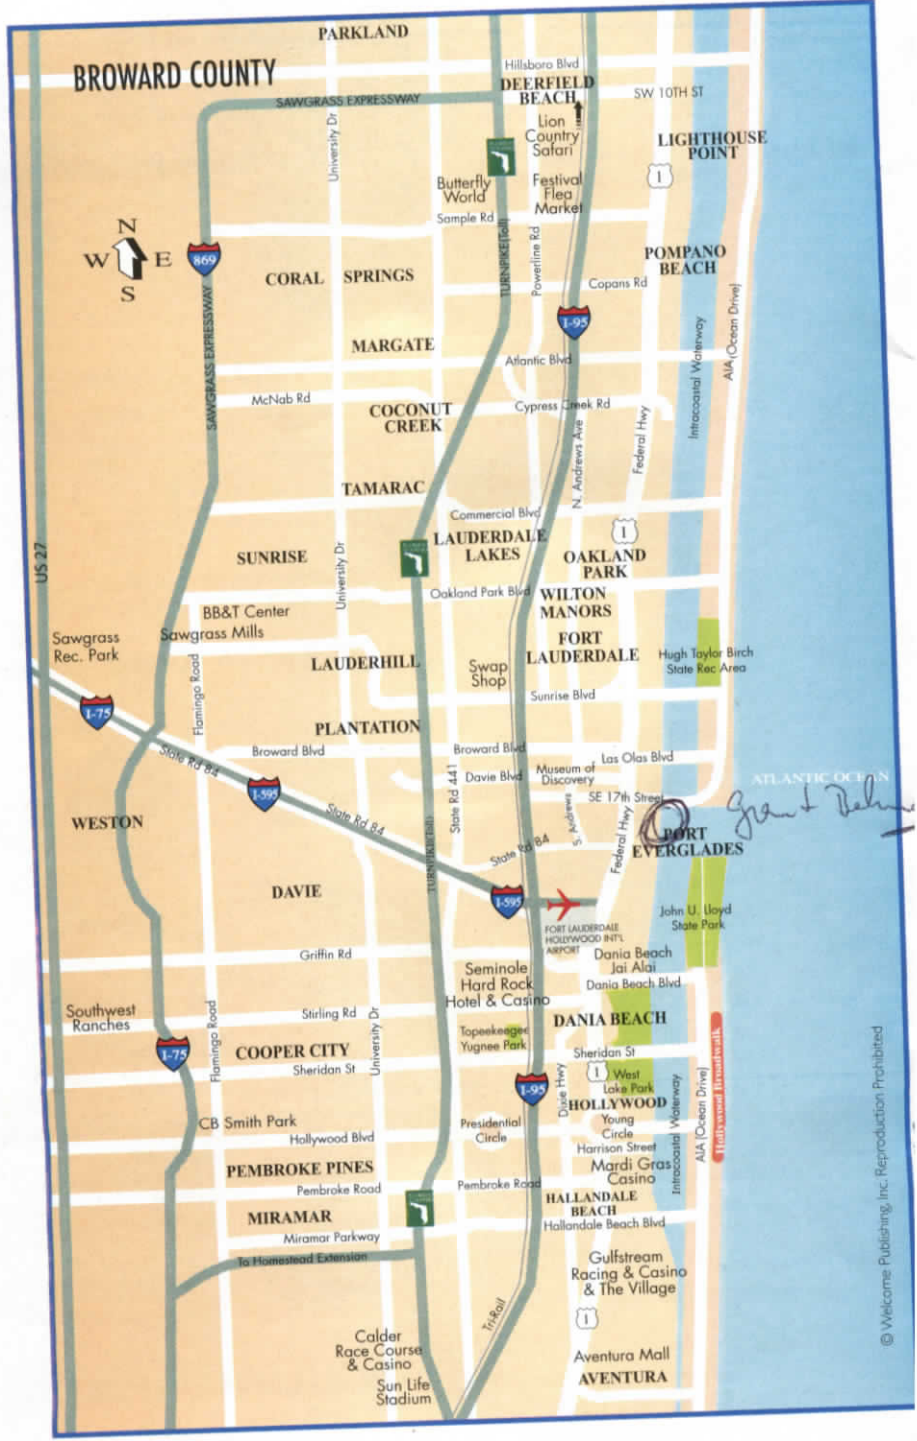 PARKLAND
BROWARD COUNTY
Hillsboro Blvd
DEERFIELD
BEACH
SW 10TH ST
SAWGRASS EXPRESSWAY
University Dr
Lion
Country
Safari
LIGHTHOUSE
POINT
1
Butterfly
World
Festival
Flea
Market
Sample Rd
N
W E
S
869
TURNPIKE(Toll)
Powerline Rd
POMPANO
BEACH
CORAL SPRINGS
Copans Rd
I-95
SAWGRASS EXPRESSWAY
MARGATE
Atlantic Blvd
Intracoastal Waterway
A1A (Ocean Drive)
McNab Rd
COCONUT
CREEK
Cypress Creek Rd
N. Andrews Ave
Federal Hwy
TAMARAC
Commercial Blvd
LAUDERDALE
LAKES
1
OAKLAND
PARK
US 27
SUNRISE
University Dr
Oakland Park Blvd
WILTON
MANORS
BB&T Center
Sawgrass Mills
Sawgrass
Rec. Park
FORT
LAUDERDALE
Hugh Taylor Birch
State Rec Area
LAUDERHILL
Swap
Shop
Flamingo Road
Sunrise Blvd
I-75
PLANTATION
State Rd 84
Broward Blvd
Broward Blvd
Las Olas Blvd
Museum of
Discovery
Davie Blvd
State Rd 441
ATLANTIC OCEAN
I-595
SE 17th Street
S. Andrews
Federal Hwy
State Rd 84
WESTON
PORT
EVERGLADES
State Rd 84
TURNPIKE(Toll)
DAVIE
I-595
John U. Lloyd
State Park
FORT LAUDERDALE
HOLLYWOOD INT'L
AIRPORT
Griffin Rd
Dania Beach
Jai Alai
Dania Beach Blvd
Seminole
Hard Rock
Hotel & Casino
Southwest
Ranches
Stirling Rd
DANIA BEACH
Flamingo Road
University Dr
Topeekeegee
Yugnee Park
I-75
COOPER CITY
Sheridan St
Sheridan St
1
West
Lake Park
I-95
Dixie Hwy
HOLLYWOOD
Intracoastal Waterway
A1A (Ocean Drive)
Hollywood Broadwalk
CB Smith Park
Hollywood Blvd
Presidential
Circle
Young
Circle
Harrison Street
PEMBROKE PINES
Pembroke Road
Pembroke Road
Mardi Gras
Casino
HALLANDALE
BEACH
Hallandale Beach Blvd
MIRAMAR
Miramar Parkway
To Homestead Extension
Gulfstream
Racing & Casino
& The Village
Tri-Rail
1
Calder
Race Course
& Casino
Aventura Mall
AVENTURA
Sun Life
Stadium
© Welcome Publishing, Inc. Reproduction Prohibited